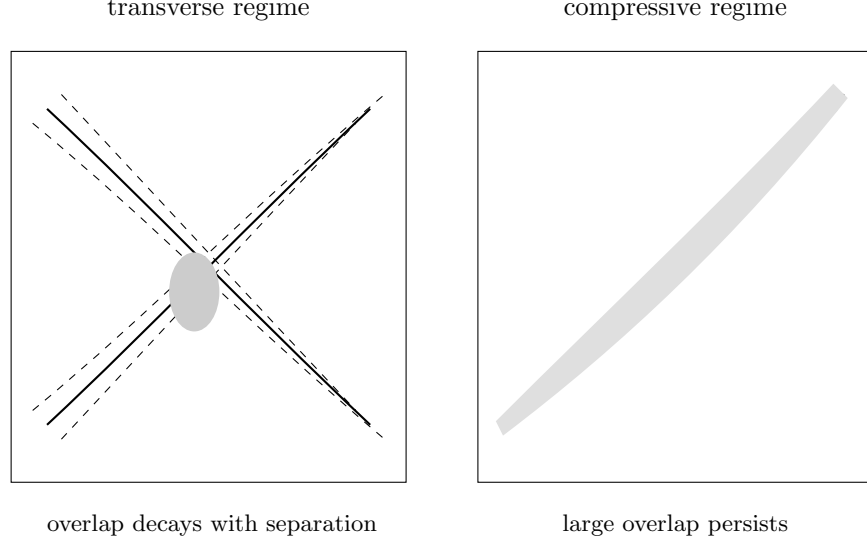 transverse regime
compressive regime
overlap decays with separation
large overlap persists